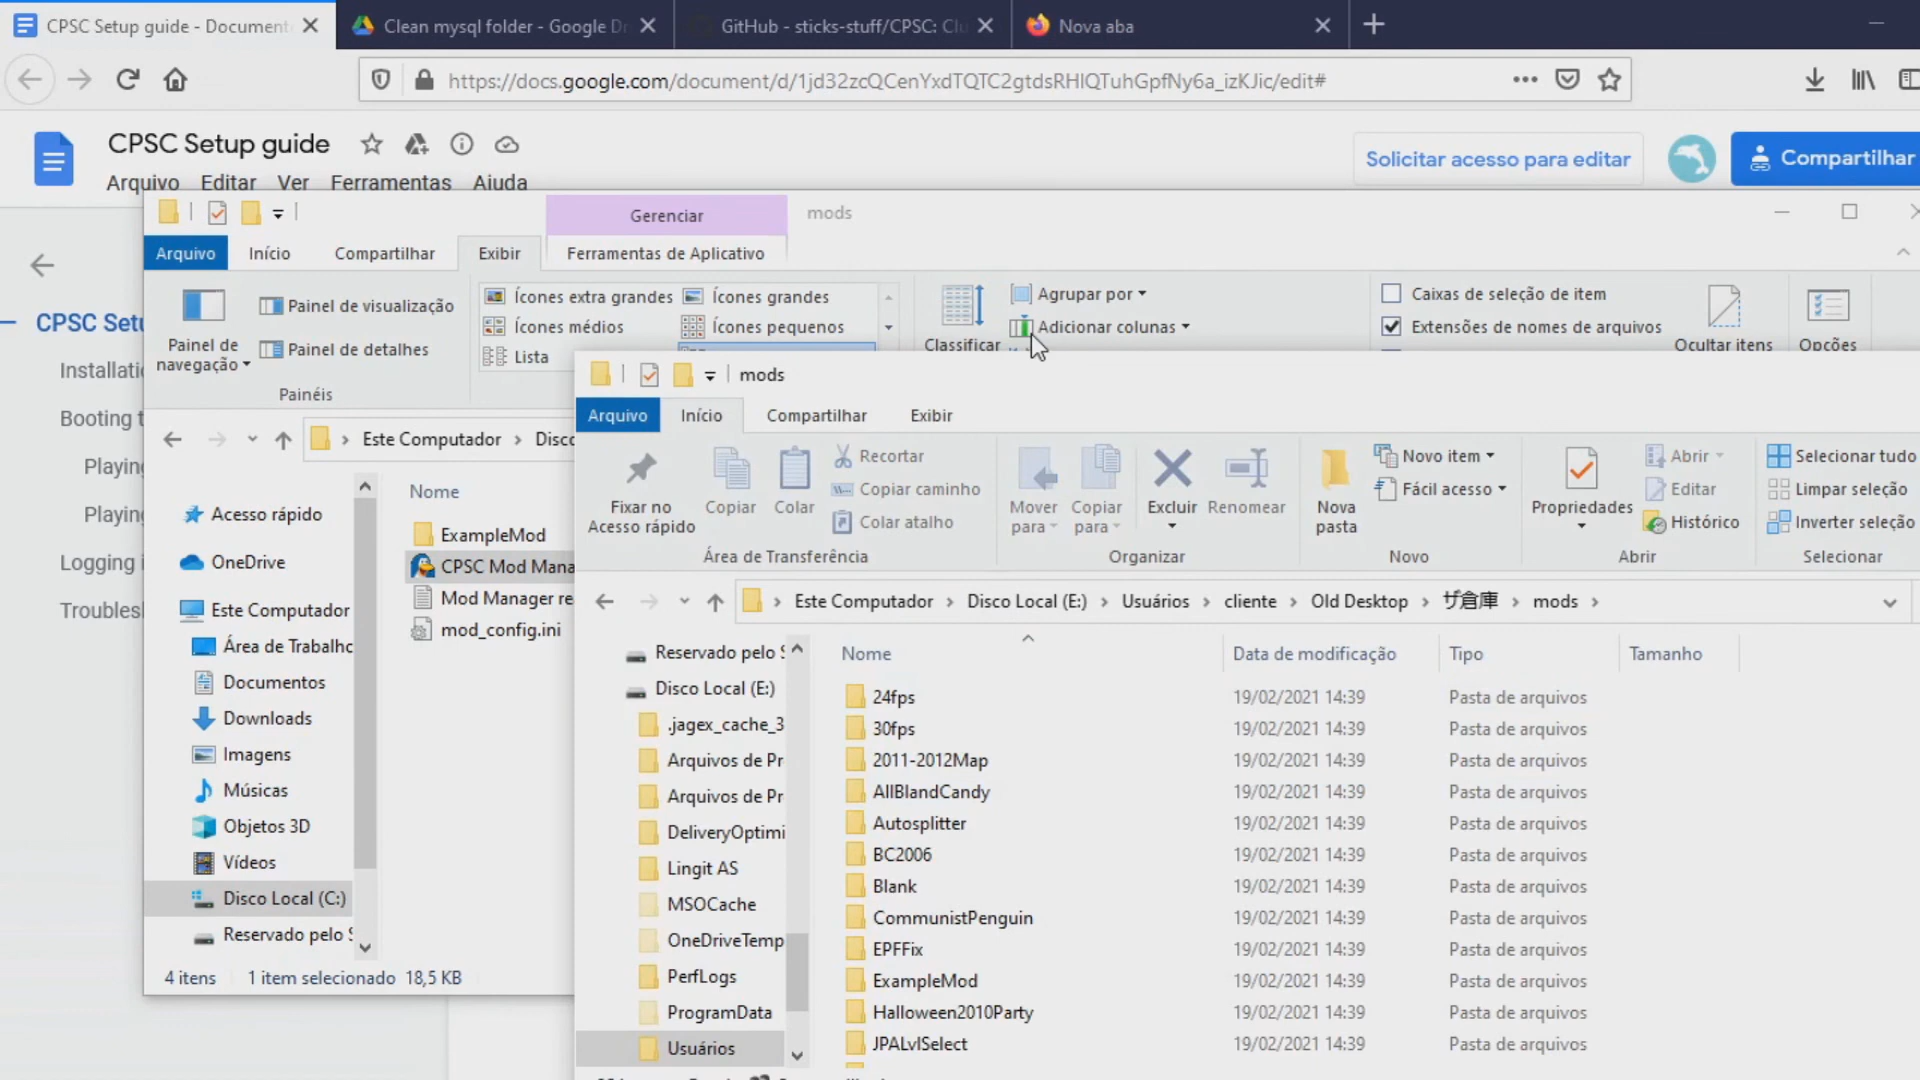 CPSC Setup guide - Document
Clean mysql folder - Google Dr
GitHub - sticks-stuff/CPSC: Clu
Nova aba
https://docs.google.com/document/d/1jd32zcQCenYxdTQTC2gtdsRHlQTuhGpfNy6a_izKJic/edit#
CPSC Setup guide
Arquivo Editar Ver Ferramentas Ajuda
Solicitar acesso para editar
Compartilhar
Gerenciar
mods
Arquivo Início Compartilhar Exibir Ferramentas de Aplicativo
Painel de navegação
Painel de visualização
Painel de detalhes
Painéis
Ícones extra grandes
Ícones grandes
Ícones médios
Ícones pequenos
Lista
Classificar
Agrupar por
Adicionar colunas
Caixas de seleção de item
Extensões de nomes de arquivos
Ocultar itens
Opções
CPSC Setu
Installatio
Booting t
Playing
Playing
Logging i
Troublesl
Este Computador
Disco
Acesso rápido
OneDrive
Este Computador
Área de Trabalho
Documentos
Downloads
Imagens
Músicas
Objetos 3D
Vídeos
Disco Local (C:)
Reservado pelo S
Nome
ExampleMod
CPSC Mod Mana
Mod Manager re
mod_config.ini
4 itens
1 item selecionado 18,5 KB
mods
Arquivo Início Compartilhar Exibir
Fixar no Acesso rápido
Copiar
Colar
Recortar
Copiar caminho
Colar atalho
Área de Transferência
Mover para
Copiar para
Excluir
Renomear
Organizar
Nova pasta
Novo item
Fácil acesso
Novo
Propriedades
Abrir
Editar
Histórico
Abrir
Selecionar tudo
Limpar seleção
Inverter seleção
Selecionar
Este Computador
Disco Local (E:)
Usuários
cliente
Old Desktop
ザ倉庫
mods
Reservado pelo S
Disco Local (E:)
.jagex_cache_3
Arquivos de Pr
Arquivos de Pr
DeliveryOptimi
Lingit AS
MSOCache
OneDriveTemp
PerfLogs
ProgramData
Usuários
Nome Data de modificação Tipo Tamanho
24fps 19/02/2021 14:39 Pasta de arquivos
30fps 19/02/2021 14:39 Pasta de arquivos
2011-2012Map 19/02/2021 14:39 Pasta de arquivos
AllBlandCandy 19/02/2021 14:39 Pasta de arquivos
Autosplitter 19/02/2021 14:39 Pasta de arquivos
BC2006 19/02/2021 14:39 Pasta de arquivos
Blank 19/02/2021 14:39 Pasta de arquivos
CommunistPenguin 19/02/2021 14:39 Pasta de arquivos
EPFFix 19/02/2021 14:39 Pasta de arquivos
ExampleMod 19/02/2021 14:39 Pasta de arquivos
Halloween2010Party 19/02/2021 14:39 Pasta de arquivos
JPALvlSelect 19/02/2021 14:39 Pasta de arquivos